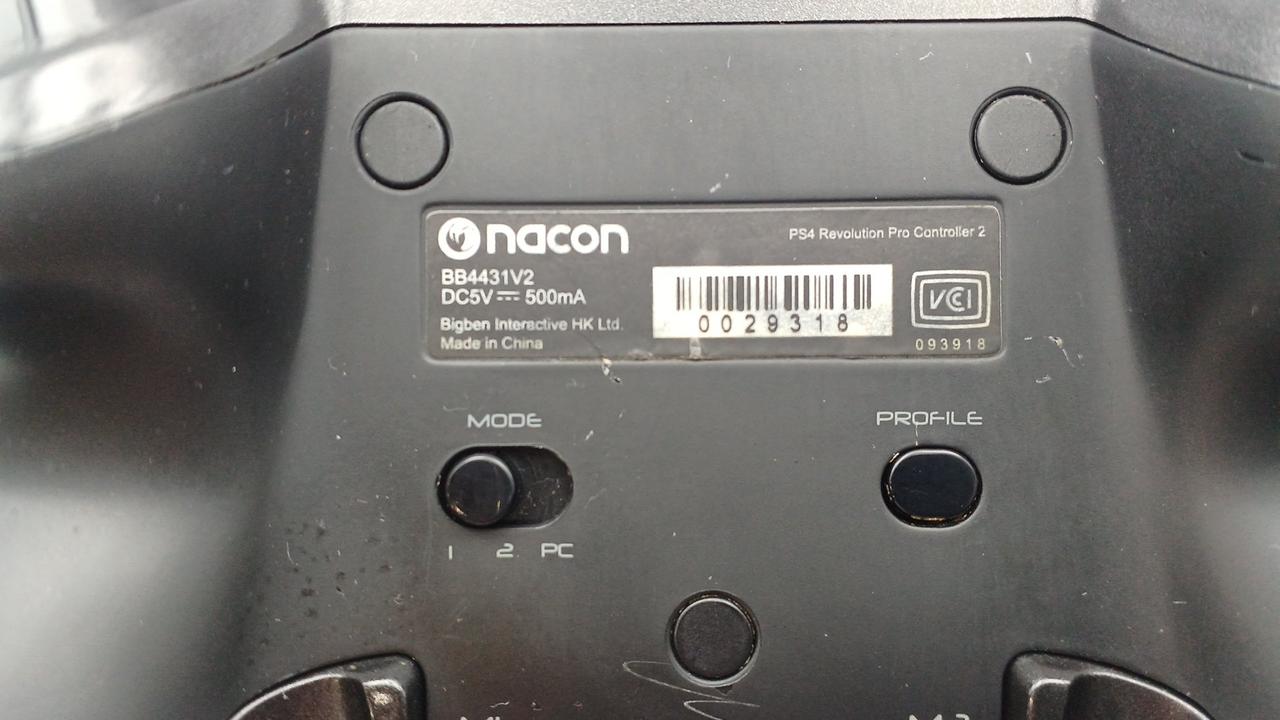 nacon
PS4 Revolution Pro Controller 2
BB4431V2
DC5V ⎓ 500mA
Bigben Interactive HK Ltd.
Made in China
0029318
VCCI
093918
MODE
PROFILE
1 2 PC